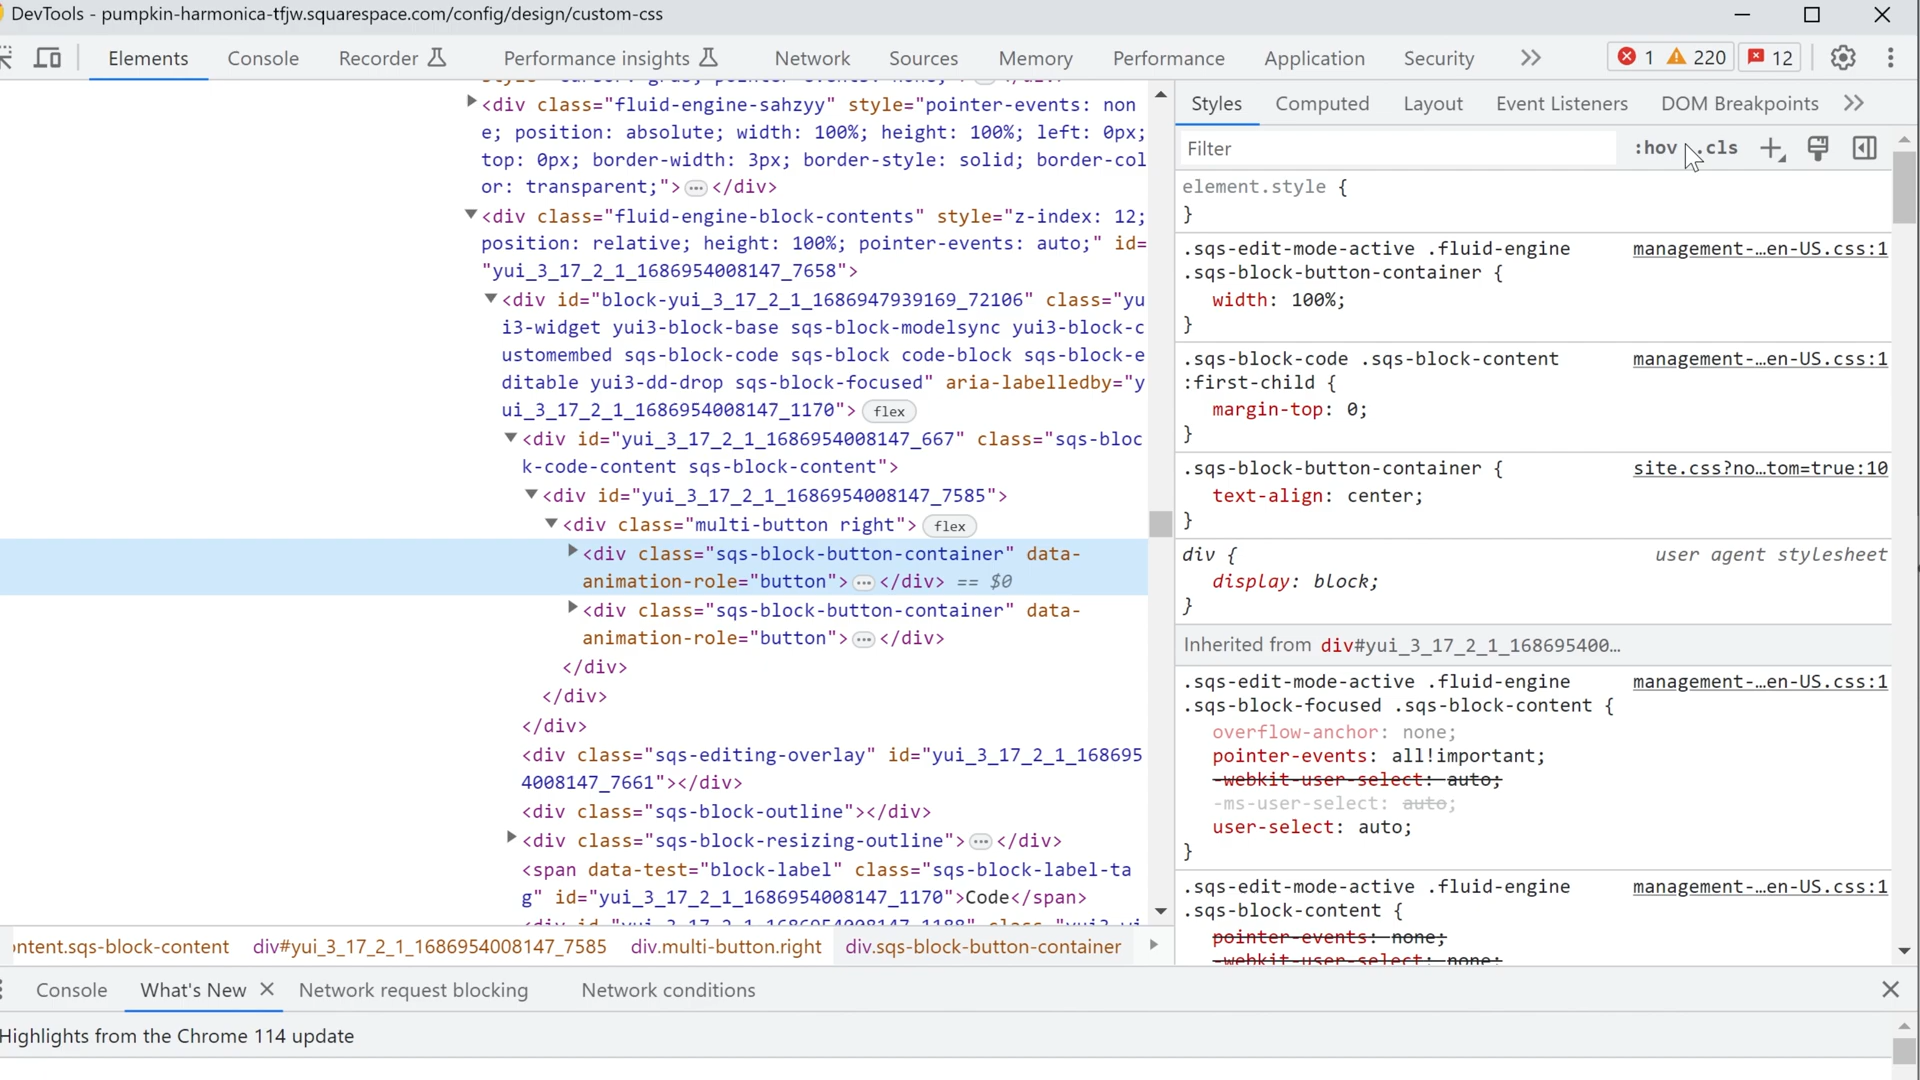 DevTools - pumpkin-harmonica-tfjw.squarespace.com/config/design/custom-css
Elements Console Recorder Performance insights Network Sources Memory Performance Application Security 1 220 12
<div class="fluid-engine-sahzyy" style="pointer-events: non
e; position: absolute; width: 100%; height: 100%; left: 0px;
top: 0px; border-width: 3px; border-style: solid; border-col
or: transparent;">…</div>
<div class="fluid-engine-block-contents" style="z-index: 12;
position: relative; height: 100%; pointer-events: auto;" id=
"yui_3_17_2_1_1686954008147_7658">
<div id="block-yui_3_17_2_1_1686947939169_72106" class="yu
i3-widget yui3-block-base sqs-block-modelsync yui3-block-c
ustomembed sqs-block-code sqs-block code-block sqs-block-e
ditable yui3-dd-drop sqs-block-focused" aria-labelledby="y
ui_3_17_2_1_1686954008147_1170"> flex
<div id="yui_3_17_2_1_1686954008147_667" class="sqs-bloc
k-code-content sqs-block-content">
<div id="yui_3_17_2_1_1686954008147_7585">
<div class="multi-button right"> flex
<div class="sqs-block-button-container" data-
animation-role="button">…</div> == $0
<div class="sqs-block-button-container" data-
animation-role="button">…</div>
</div>
</div>
</div>
<div class="sqs-editing-overlay" id="yui_3_17_2_1_168695
4008147_7661"></div>
<div class="sqs-block-outline"></div>
<div class="sqs-block-resizing-outline">…</div>
<span data-test="block-label" class="sqs-block-label-ta
g" id="yui_3_17_2_1_1686954008147_1170">Code</span>
ontent.sqs-block-content div#yui_3_17_2_1_1686954008147_7585 div.multi-button.right div.sqs-block-button-container
Styles Computed Layout Event Listeners DOM Breakpoints
Filter :hov .cls
element.style {
}
.sqs-edit-mode-active .fluid-engine management-…en-US.css:1
.sqs-block-button-container {
width: 100%;
}
.sqs-block-code .sqs-block-content management-…en-US.css:1
:first-child {
margin-top: 0;
}
.sqs-block-button-container { site.css?no…tom=true:10
text-align: center;
}
div { user agent stylesheet
display: block;
}
Inherited from div#yui_3_17_2_1_168695400…
.sqs-edit-mode-active .fluid-engine management-…en-US.css:1
.sqs-block-focused .sqs-block-content {
overflow-anchor: none;
pointer-events: all!important;
-webkit-user-select: auto;
-ms-user-select: auto;
user-select: auto;
}
.sqs-edit-mode-active .fluid-engine management-…en-US.css:1
.sqs-block-content {
pointer-events: none;
-webkit-user-select: none;
Console What's New Network request blocking Network conditions
Highlights from the Chrome 114 update